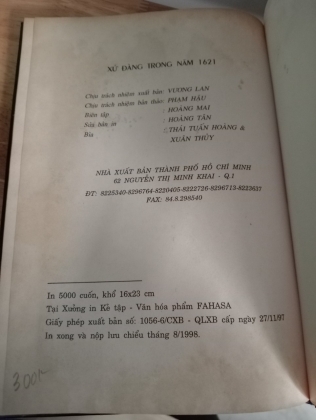 XỨ ĐÀNG TRONG NĂM 1621
Chịu trách nhiệm xuất bản: VƯƠNG LAN
Chịu trách nhiệm bản thảo: PHẠM HẬU
Biên tập : HOÀNG MAI
Sửa bản in : HOÀNG TÂN
Bìa : THÁI TUẤN HOÀNG &
XUÂN THỦY
NHÀ XUẤT BẢN THÀNH PHỐ HỒ CHÍ MINH
62 NGUYỄN THỊ MINH KHAI - Q.1
ĐT: 8225340-8296764-8220405-8222726-8296713-8223637
FAX: 84.8.298540
In 5000 cuốn, khổ 16x23 cm
Tại Xưởng in Kẻ tập - Văn hóa phẩm FAHASA
Giấy phép xuất bản số: 1056-6/CXB - QLXB cấp ngày 27/11/97
In xong và nộp lưu chiểu tháng 8/1998.